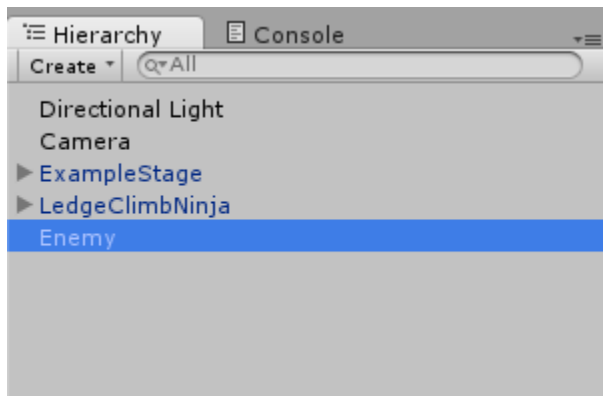 Hierarchy Console
Create All
Directional Light
Camera
ExampleStage
LedgeClimbNinja
Enemy